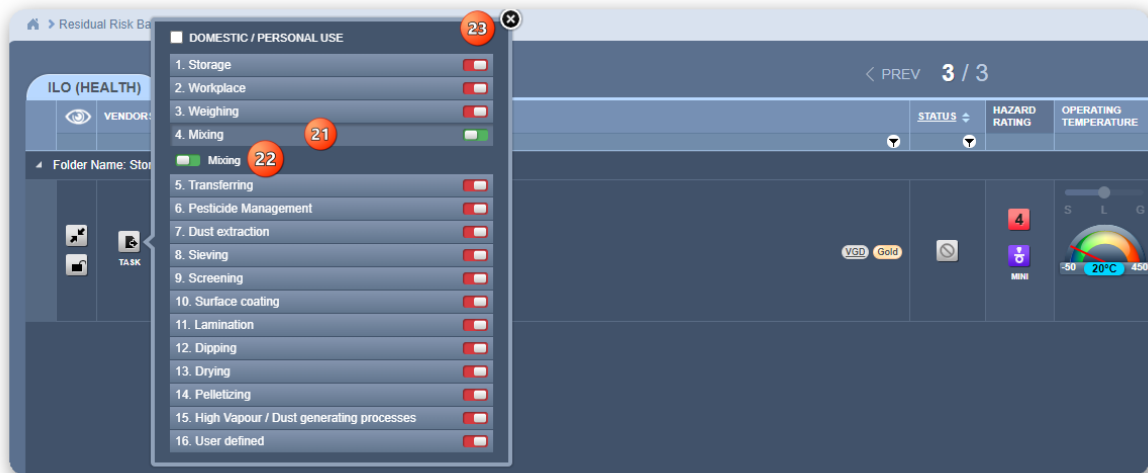 Residual Risk Ba
23
DOMESTIC / PERSONAL USE
1. Storage
2. Workplace
3. Weighing
4. Mixing
21
Mixing
22
5. Transferring
6. Pesticide Management
7. Dust extraction
8. Sieving
9. Screening
10. Surface coating
11. Lamination
12. Dipping
13. Drying
14. Pelletizing
15. High Vapour / Dust generating processes
16. User defined
PREV 3 / 3
ILO (HEALTH)
VENDOR
STATUS
HAZARD
RATING
OPERATING
TEMPERATURE
Folder Name: Stor
TASK
VGD Gold
4
MINI
S L G
-50 20°C 450